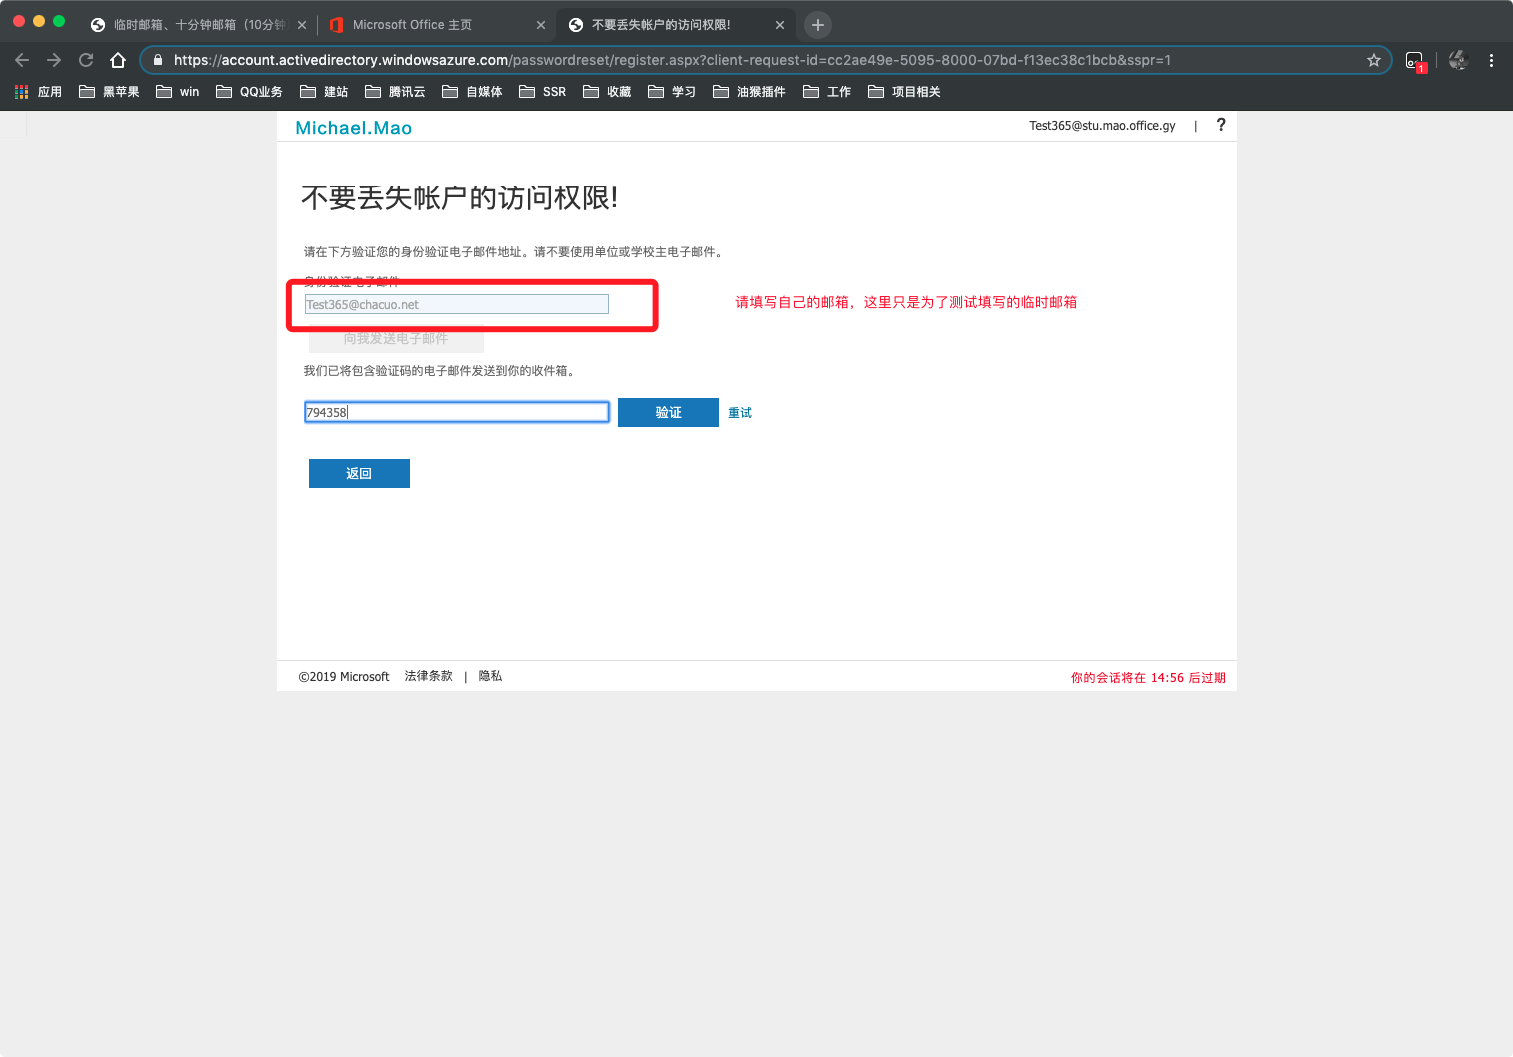 临时邮箱、十分钟邮箱（10分钟
Microsoft Office 主页
不要丢失帐户的访问权限!
https://account.activedirectory.windowsazure.com/passwordreset/register.aspx?client-request-id=cc2ae49e-5095-8000-07bd-f13ec38c1bcb&sspr=1
1
应用 黑苹果 win QQ业务 建站 腾讯云 自媒体 SSR 收藏 学习 油猴插件 工作 项目相关
Michael.Mao
Test365@stu.mao.office.gy | ?
不要丢失帐户的访问权限!
请在下方验证您的身份验证电子邮件地址。请不要使用单位或学校主电子邮件。
身份验证电子邮件
Test365@chacuo.net
请填写自己的邮箱，这里只是为了测试填写的临时邮箱
向我发送电子邮件
我们已将包含验证码的电子邮件发送到你的收件箱。
794358 验证 重试
返回
©2019 Microsoft 法律条款 | 隐私
你的会话将在 14:56 后过期